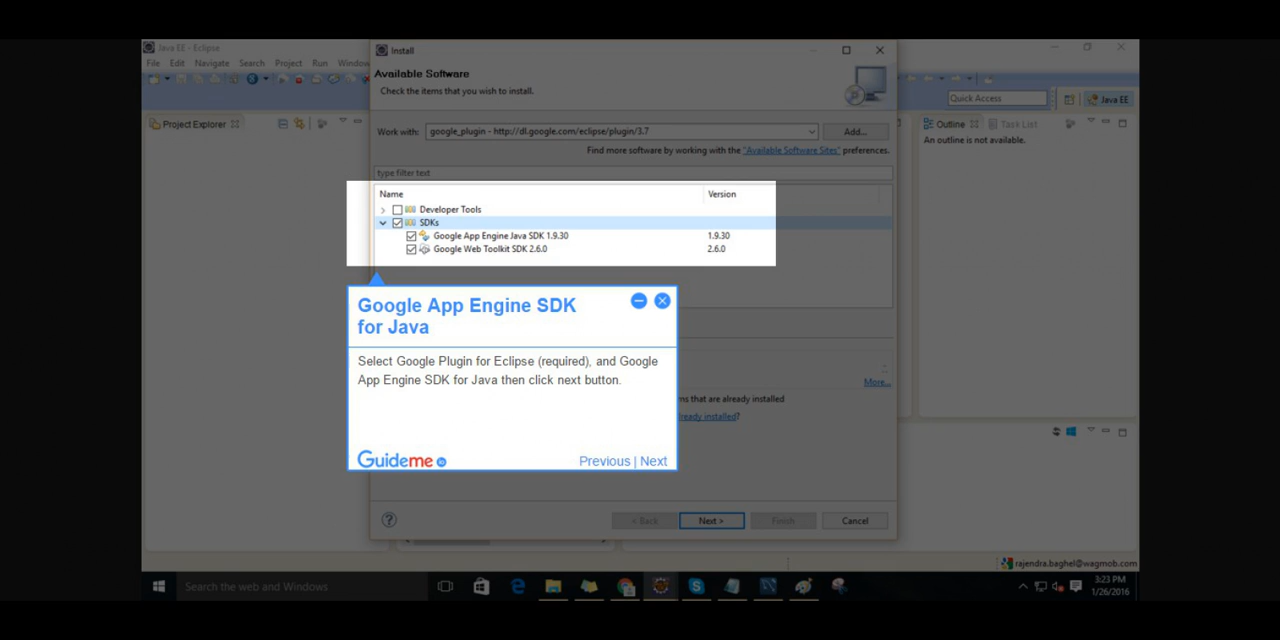 Java EE - Eclipse
File Edit Navigate Search Project Run Window
Install
Available Software
Check the items that you wish to install.
Quick Access
Java EE
Project Explorer
Work with: google_plugin - http://dl.google.com/eclipse/plugin/3.7
Add...
Outline Task List
An outline is not available.
Find more software by working with the "Available Software Sites" preferences.
type filter text
Name Version
Developer Tools
SDKs
Google App Engine Java SDK 1.9.30 1.9.30
Google Web Toolkit SDK 2.6.0 2.6.0
Google App Engine SDK
for Java
Select Google Plugin for Eclipse (required), and Google
App Engine SDK for Java then click next button.
More...
ms that are already installed
lready installed?
Guideme io
Previous | Next
< Back Next > Finish Cancel
rajendra.baghel@wagmob.com
Search the web and Windows
3:23 PM
1/26/2016